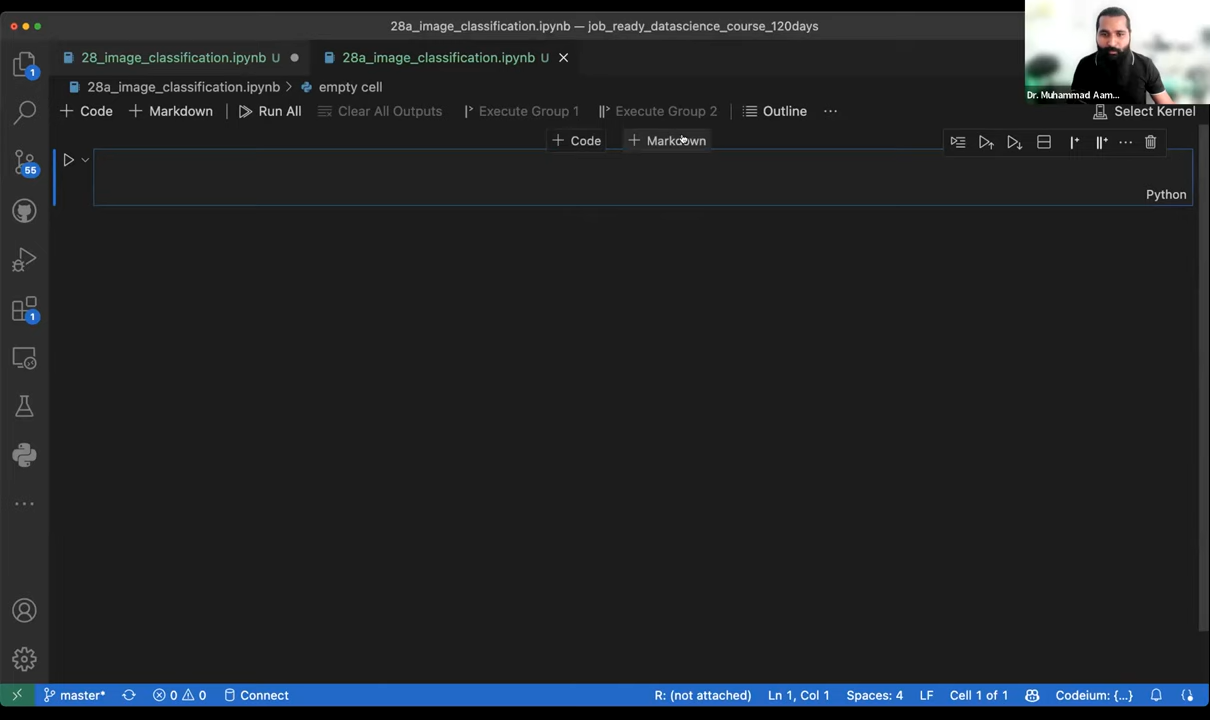 28a_image_classification.ipynb — job_ready_datascience_course_120days
28_image_classification.ipynb U
28a_image_classification.ipynb U
28a_image_classification.ipynb > empty cell
Dr. Muhammad Aam...
+ Code + Markdown Run All Clear All Outputs Execute Group 1 Execute Group 2 Outline ... Select Kernel
+ Code + Markdown
Python
1
55
1
master* 0 0 Connect R: (not attached) Ln 1, Col 1 Spaces: 4 LF Cell 1 of 1 Codeium: {...}